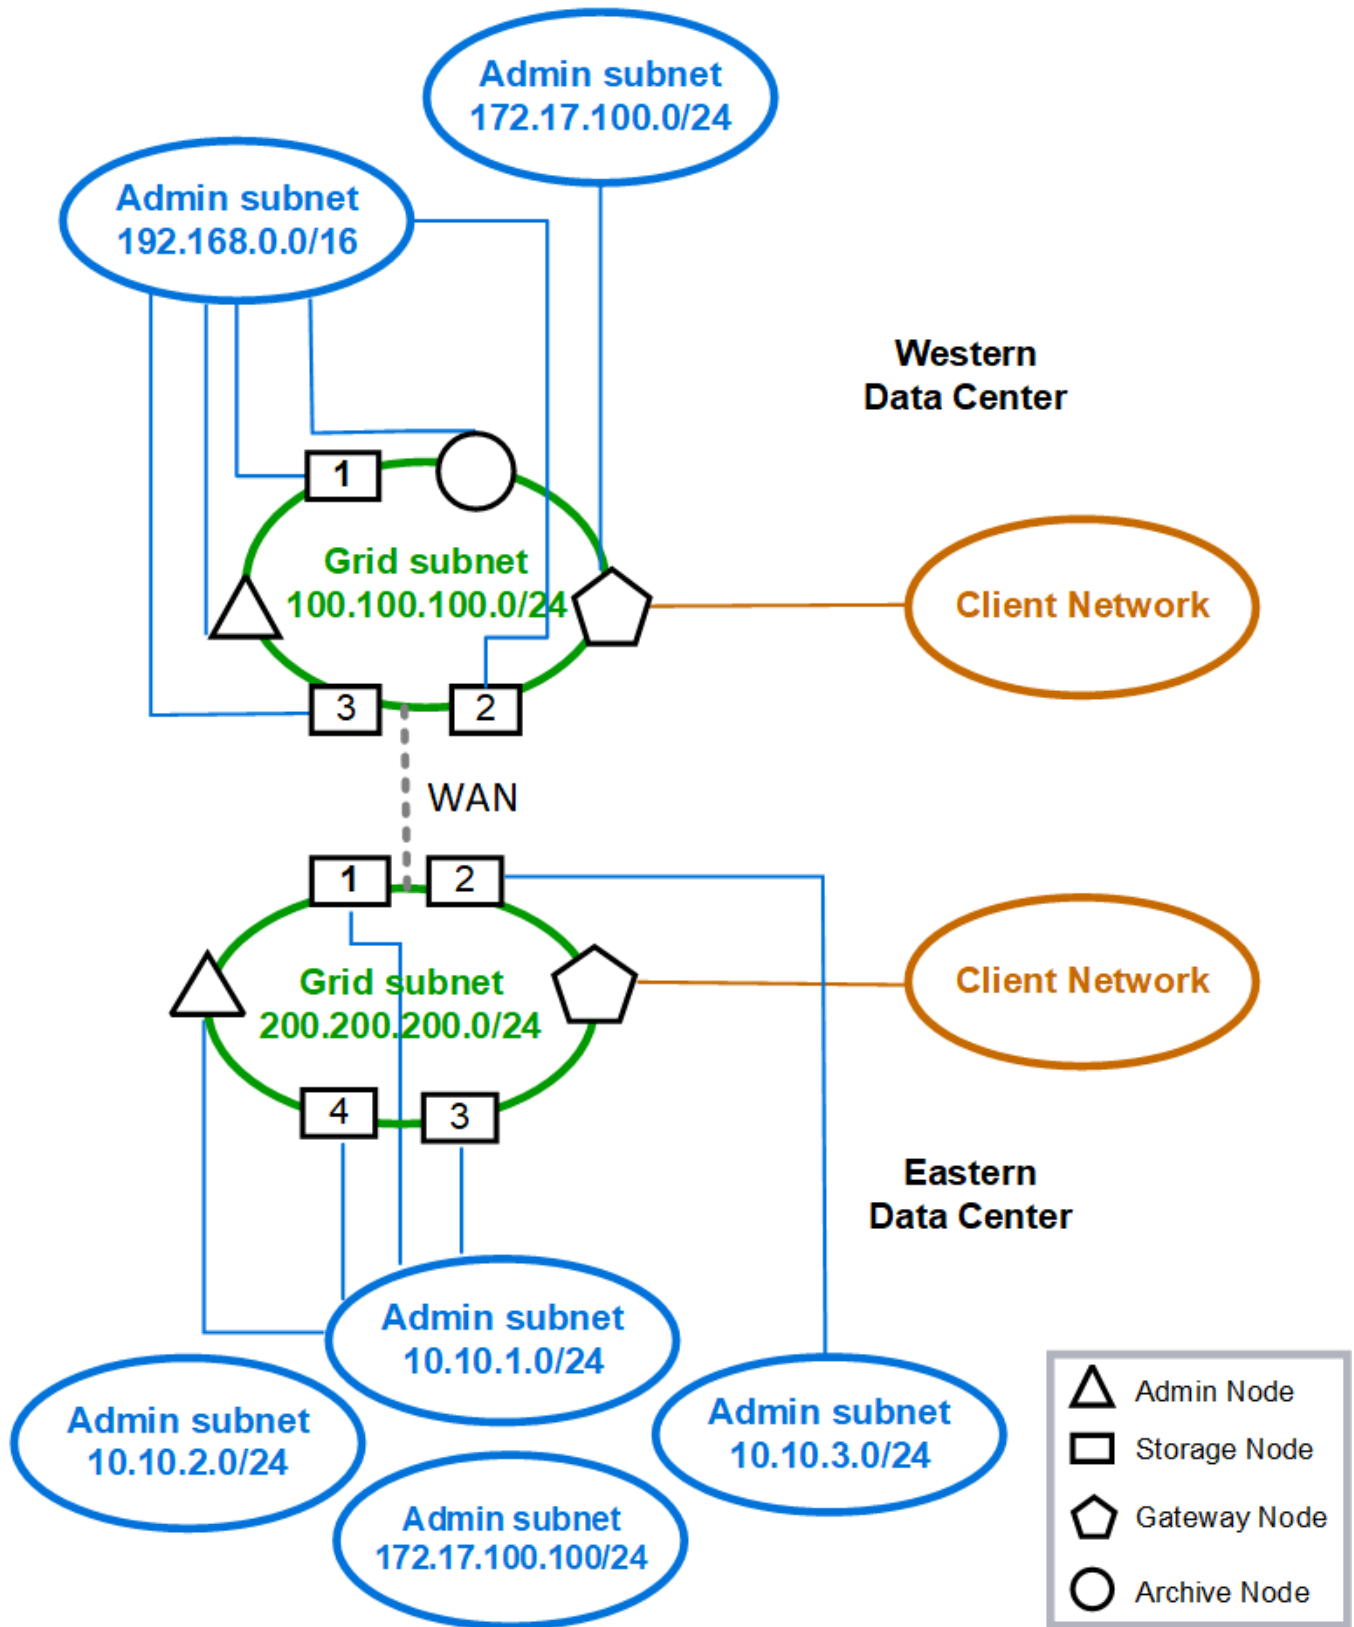 Admin subnet
172.17.100.0/24
Admin subnet
192.168.0.0/16
Western
Data Center
1
Grid subnet
100.100.100.0/24
Client Network
3
2
WAN
1
2
Grid subnet
200.200.200.0/24
Client Network
4
3
Eastern
Data Center
Admin subnet
10.10.1.0/24
Admin subnet
10.10.2.0/24
Admin subnet
10.10.3.0/24
Admin subnet
172.17.100.100/24
Admin Node
Storage Node
Gateway Node
Archive Node